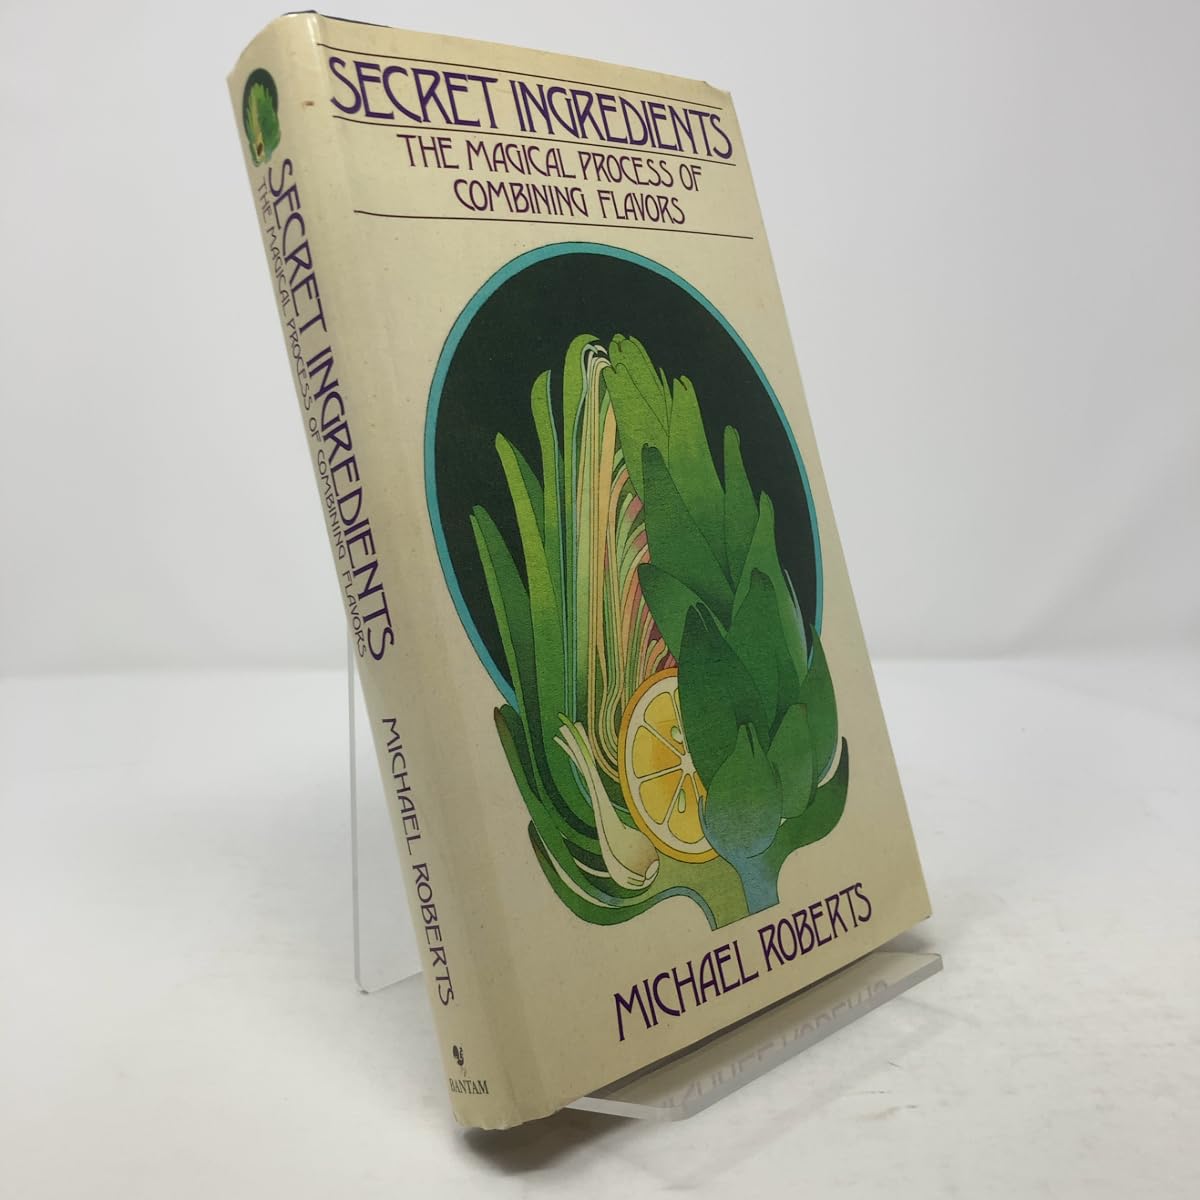 SECRET INGREDIENTS
THE MAGICAL PROCESS OF
COMBINING FLAVORS
MICHAEL ROBERTS
SECRET INGREDIENTS
THE MAGICAL PROCESS OF COMBINING FLAVORS
MICHAEL ROBERTS
BANTAM